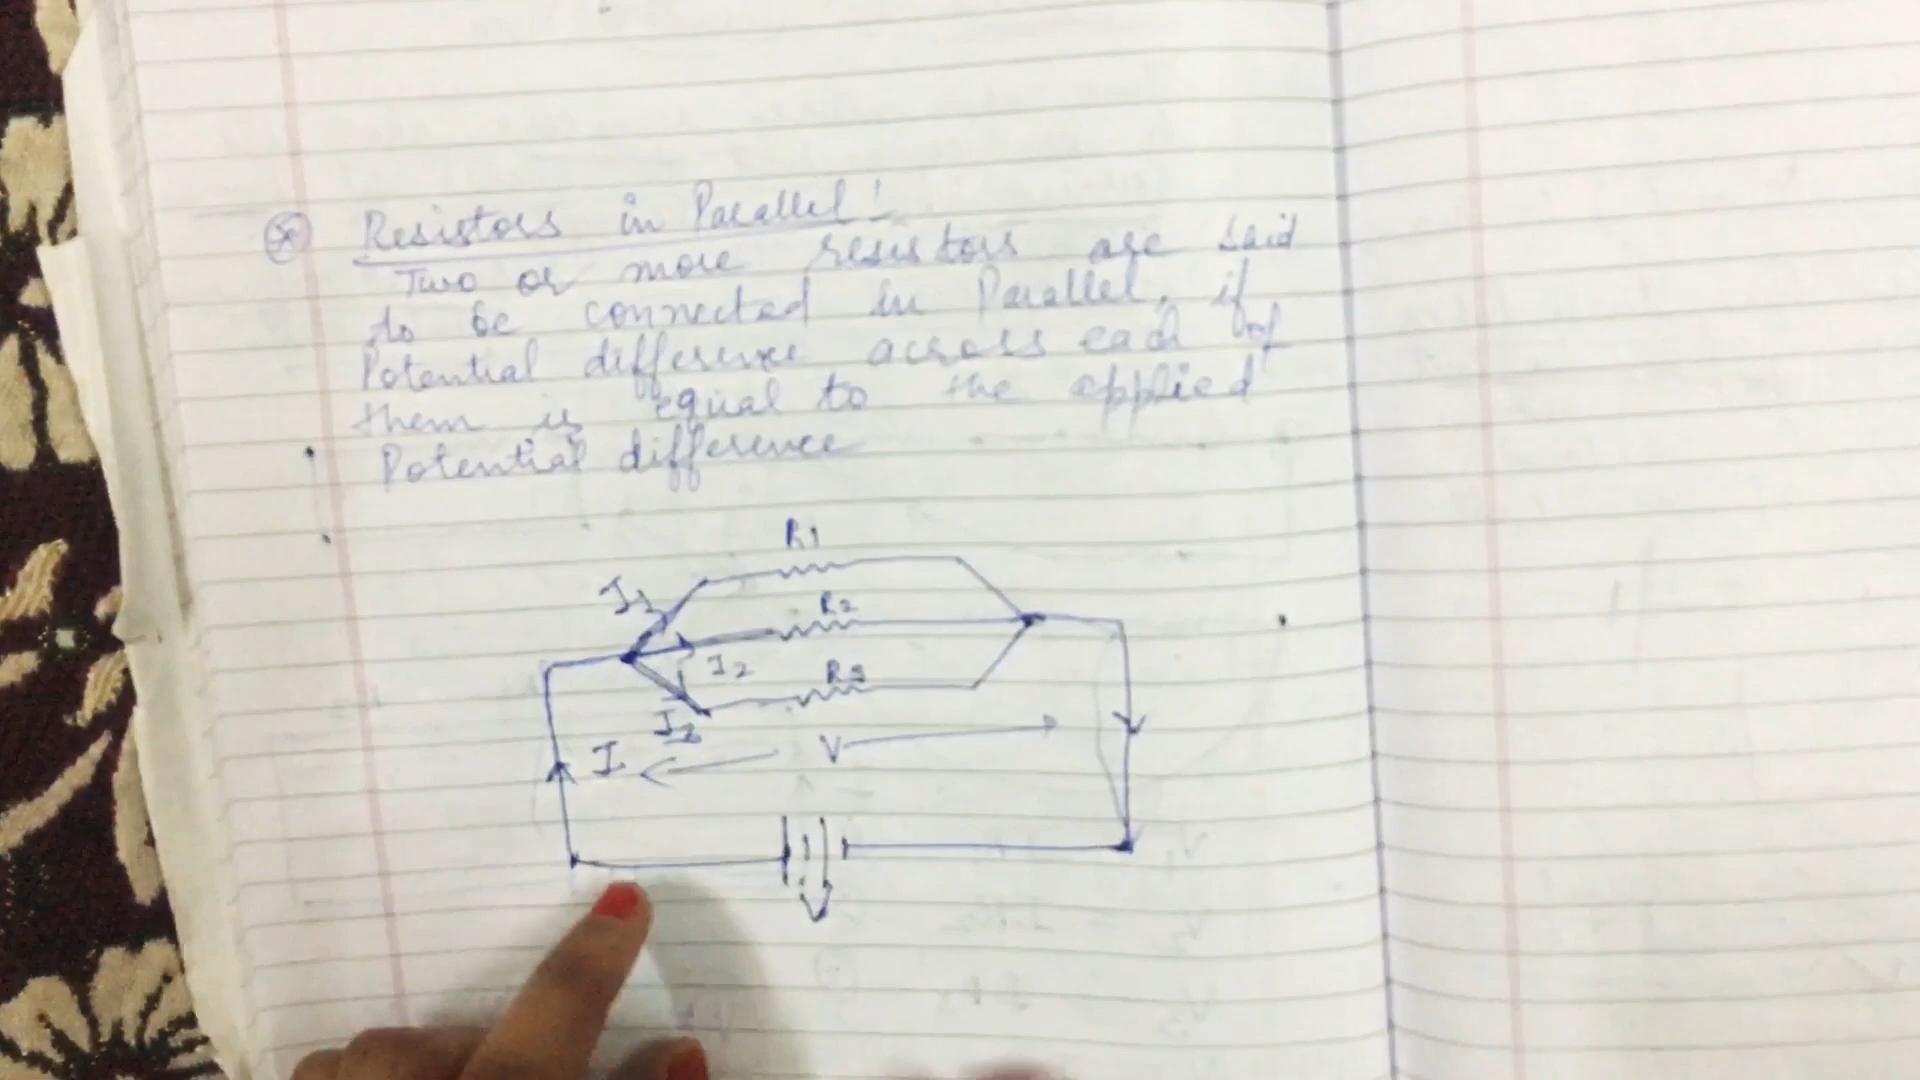 Resistors in Parallel:
Two or more resistors are said
to be connected in Parallel, if
Potential difference across each of
them is equal to the applied
Potential difference
R1
I1
R2
I2
R3
I3
I
V